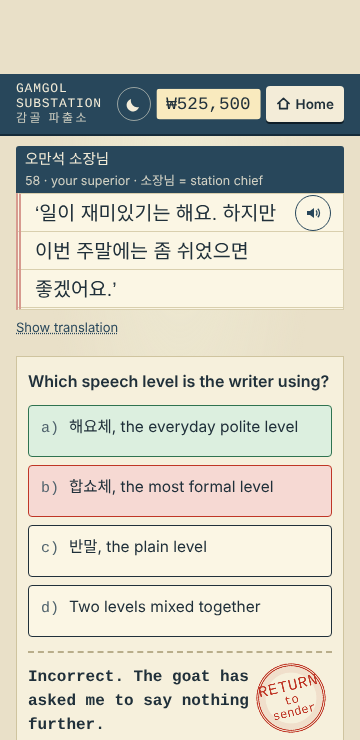 GAMGOL
SUBSTATION
감골 파출소
₩525,500
Home
오만석 소장님
58 · your superior · 소장님 = station chief
‘일이 재미있기는 해요. 하지만
이번 주말에는 좀 쉬었으면
좋겠어요.’
Show translation
Which speech level is the writer using?
a) 해요체, the everyday polite level
b) 합쇼체, the most formal level
c) 반말, the plain level
d) Two levels mixed together
Incorrect. The goat has
asked me to say nothing
further.
RETURN
to
sender